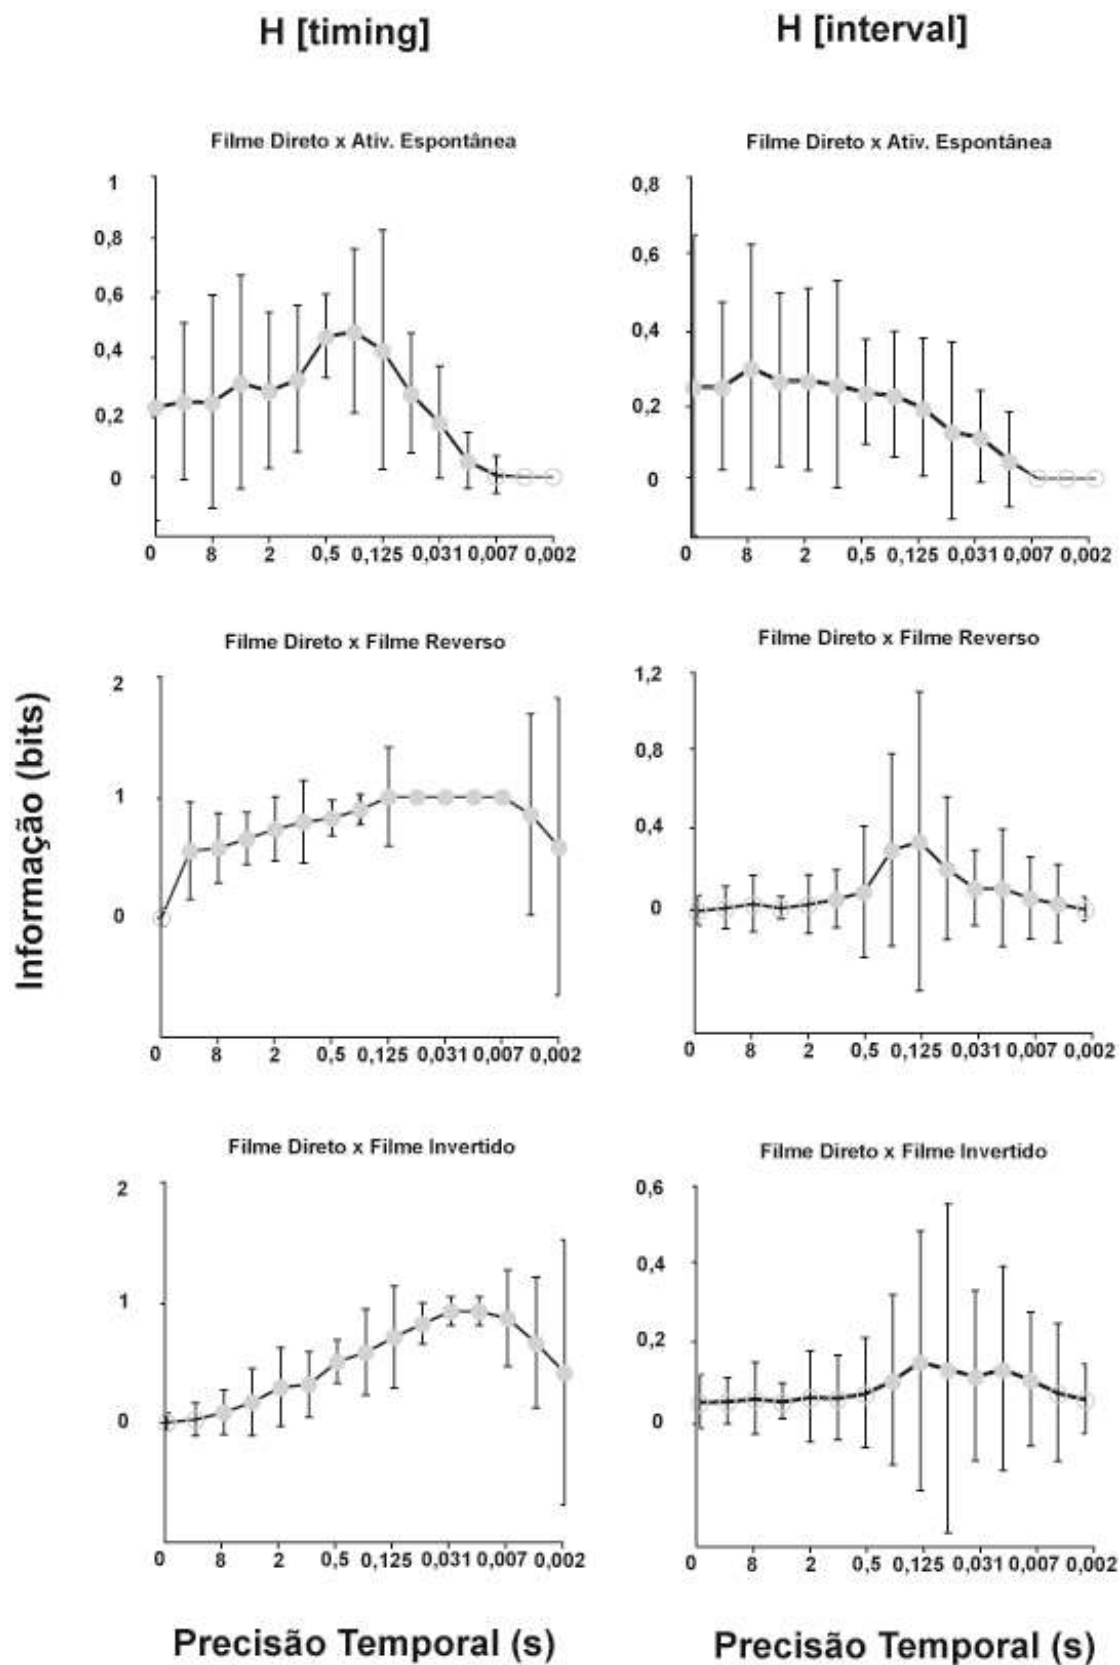 H [timing]
H [interval]
Filme Direto x Ativ. Espontânea
1
0,8
0,6
0,4
0,2
0
0 8 2 0,5 0,125 0,031 0,007 0,002
Filme Direto x Ativ. Espontânea
0,8
0,6
0,4
0,2
0
0 8 2 0,5 0,125 0,031 0,007 0,002
Informação (bits)
Filme Direto x Filme Reverso
2
1
0
0 8 2 0,5 0,125 0,031 0,007 0,002
Filme Direto x Filme Reverso
1,2
0,8
0,4
0
0 8 2 0,5 0,125 0,031 0,007 0,002
Filme Direto x Filme Invertido
2
1
0
0 8 2 0,5 0,125 0,031 0,007 0,002
Filme Direto x Filme Invertido
0,6
0,4
0,2
0
0 8 2 0,5 0,125 0,031 0,007 0,002
Precisão Temporal (s)
Precisão Temporal (s)